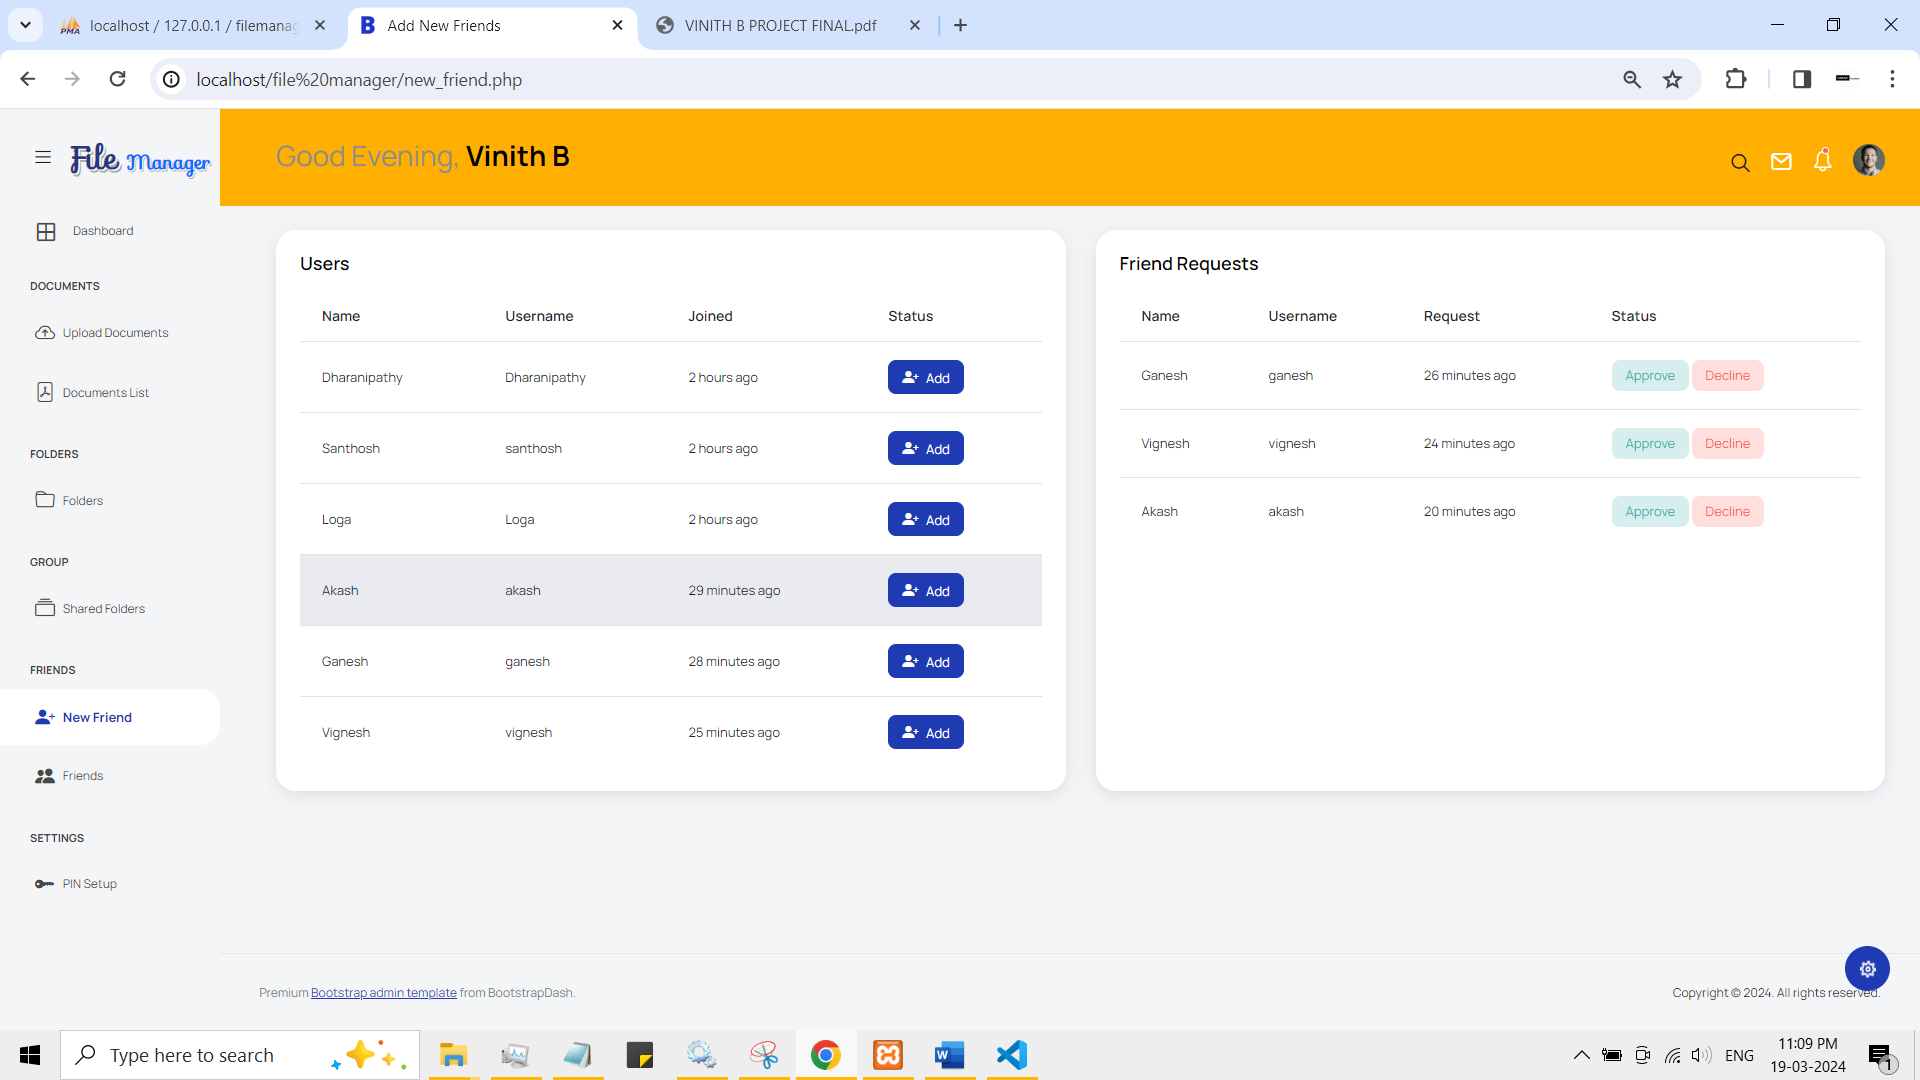 localhost / 127.0.0.1 / filemanag
Add New Friends
VINITH B PROJECT FINAL.pdf
localhost/file%20manager/new_friend.php
File Manager
Good Evening, Vinith B
Dashboard
DOCUMENTS
Upload Documents
Documents List
FOLDERS
Folders
GROUP
Shared Folders
FRIENDS
New Friend
Friends
SETTINGS
PIN Setup
Users
Name Username Joined Status
Dharanipathy Dharanipathy 2 hours ago Add
Santhosh santhosh 2 hours ago Add
Loga Loga 2 hours ago Add
Akash akash 29 minutes ago Add
Ganesh ganesh 28 minutes ago Add
Vignesh vignesh 25 minutes ago Add
Friend Requests
Name Username Request Status
Ganesh ganesh 26 minutes ago Approve Decline
Vignesh vignesh 24 minutes ago Approve Decline
Akash akash 20 minutes ago Approve Decline
Premium Bootstrap admin template from BootstrapDash.
Copyright © 2024. All rights reserved.
Type here to search
ENG
11:09 PM
19-03-2024
1